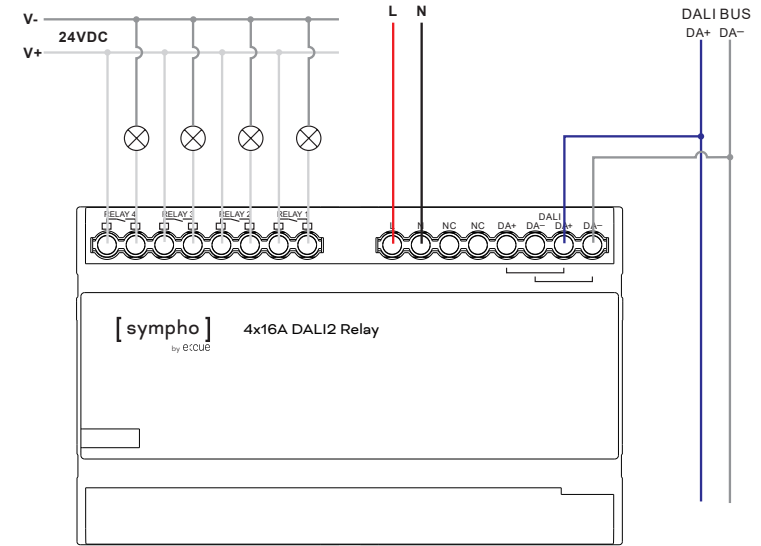 V-
24VDC
V+
L N
DALI BUS
DA+ DA–
RELAY 4 RELAY 3 RELAY 2 RELAY 1
DALI
L N NC NC DA+ DA– DA+ DA–
[ sympho ] 4x16A DALI2 Relay
by e:cue